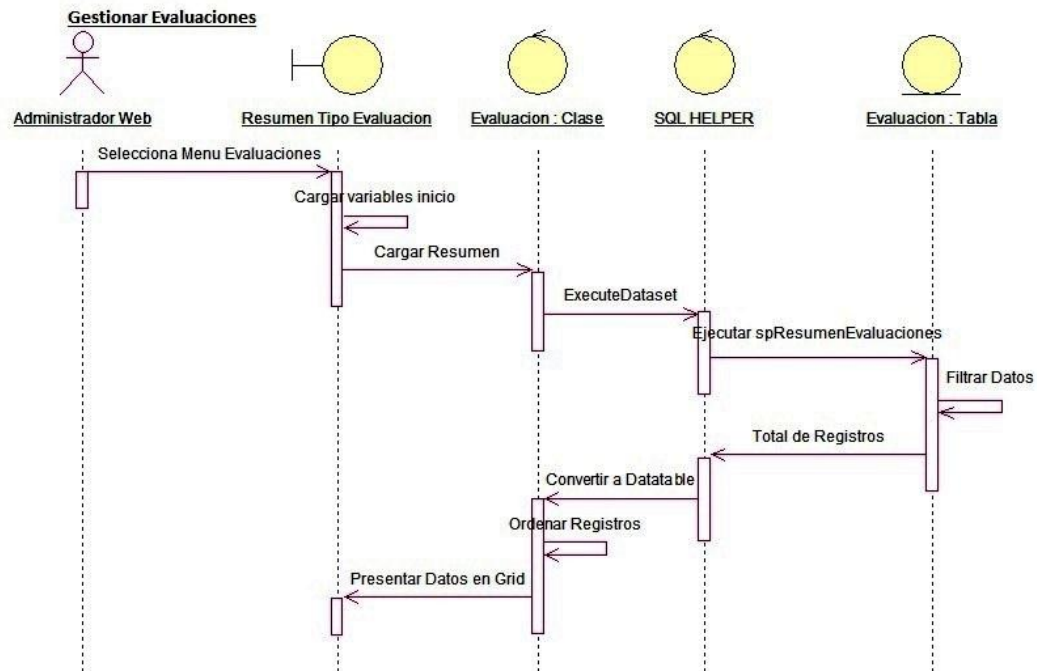 Gestionar Evaluaciones
Administrador Web
Resumen Tipo Evaluacion
Evaluacion : Clase
SQL HELPER
Evaluacion : Tabla
Selecciona Menu Evaluaciones
Cargar variables inicio
Cargar Resumen
ExecuteDataset
Ejecutar spResumenEvaluaciones
Filtrar Datos
Total de Registros
Convertir a Datatable
Ordenar Registros
Presentar Datos en Grid